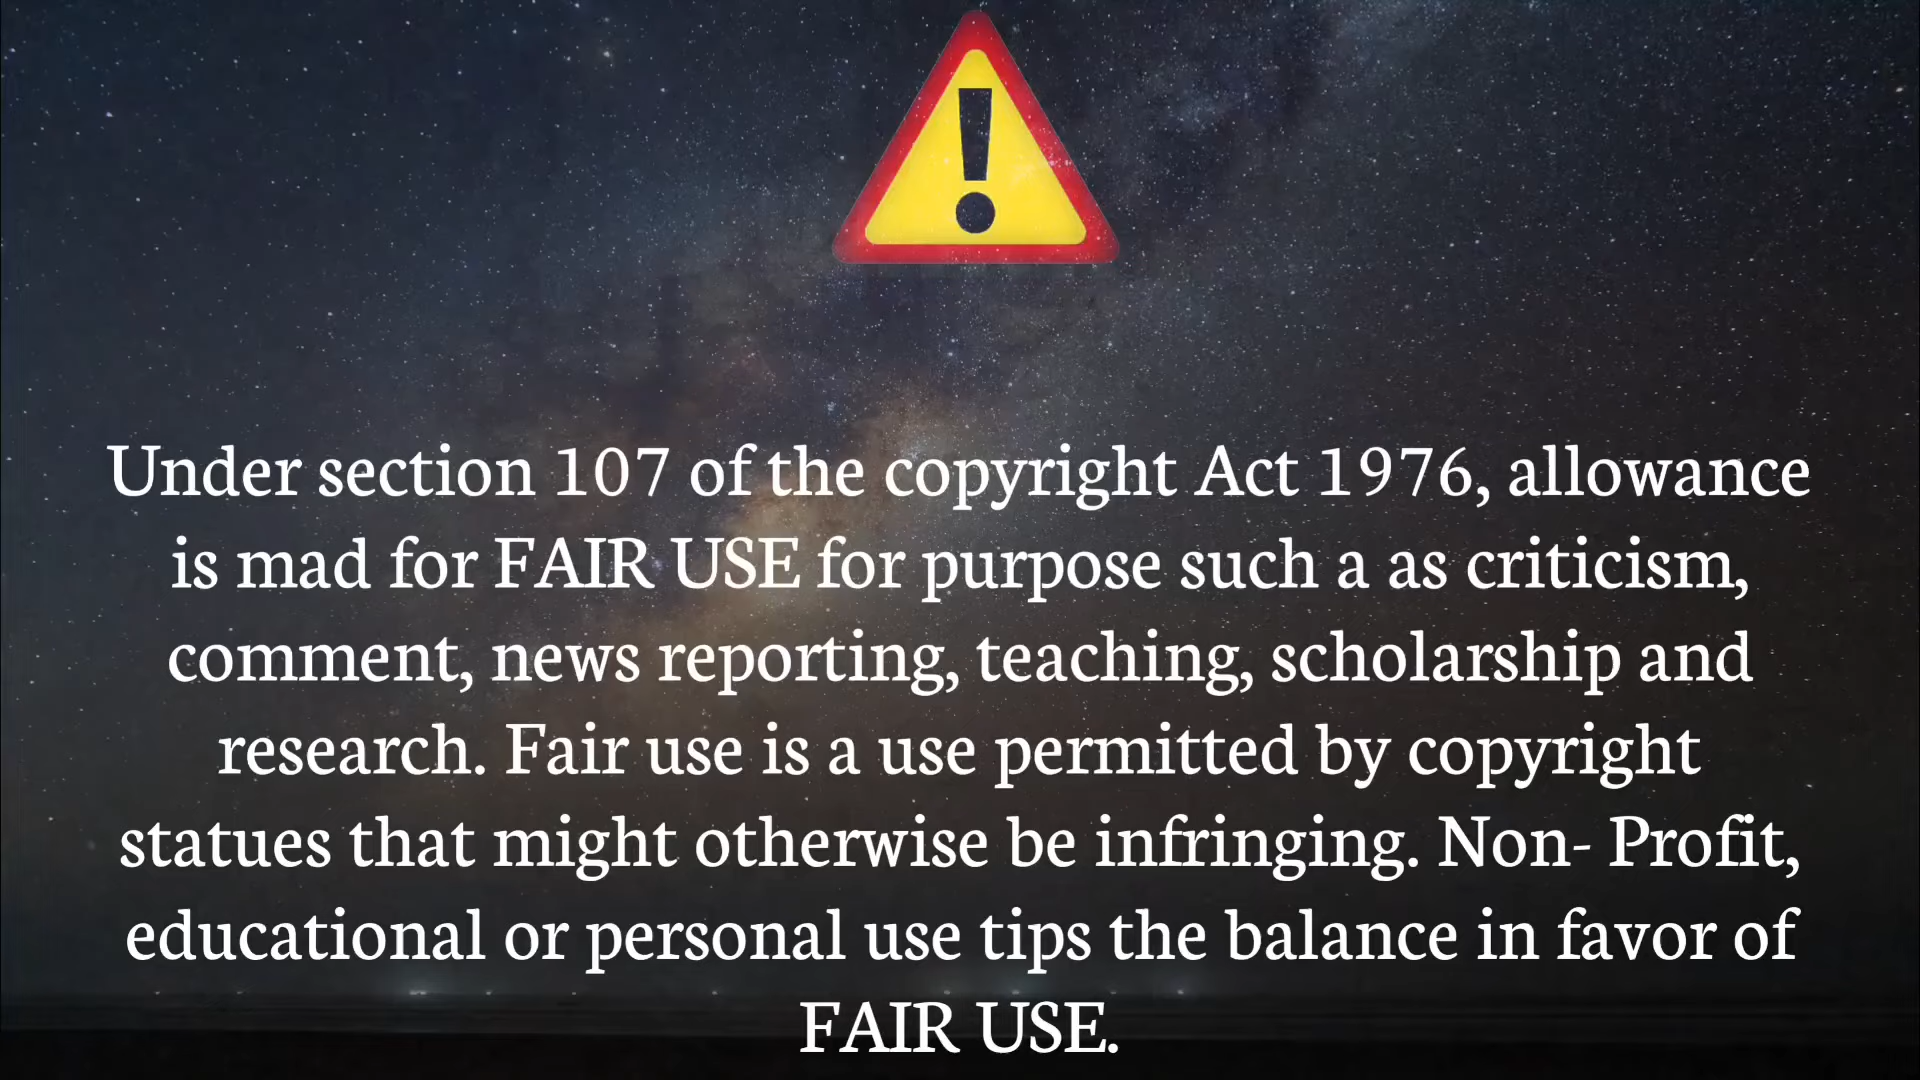 Under section 107 of the copyright Act 1976, allowance
is mad for FAIR USE for purpose such a as criticism,
comment, news reporting, teaching, scholarship and
research. Fair use is a use permitted by copyright
statues that might otherwise be infringing. Non- Profit,
educational or personal use tips the balance in favor of
FAIR USE.